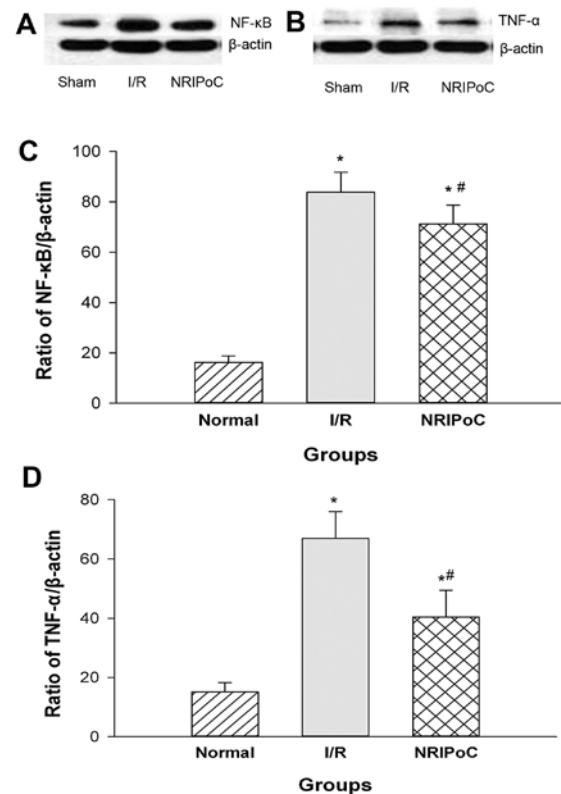 A
NF-κB
β-actin
Sham I/R NRIPoC
B
TNF-α
β-actin
Sham I/R NRIPoC
C
Ratio of NF-κB/β-actin
100
80
60
40
20
0
*
* #
Normal I/R NRIPoC
Groups
D
Ratio of TNF-α/β-actin
80
60
40
20
0
*
*#
Normal I/R NRIPoC
Groups